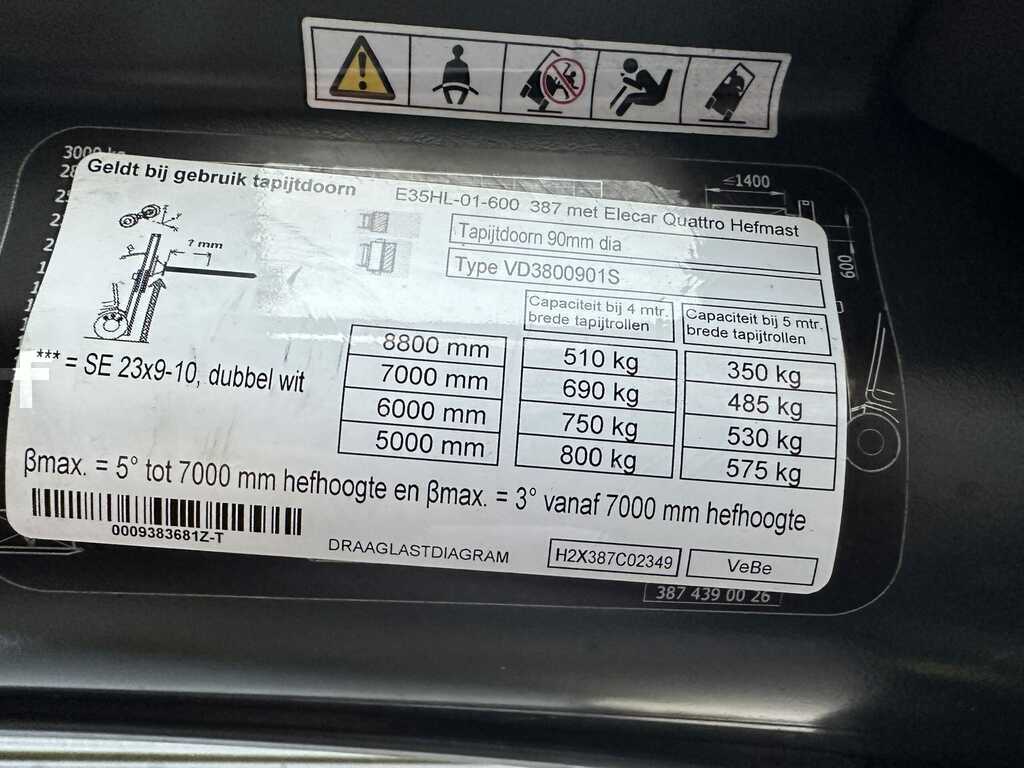 3000 kg
≤1400
600
Geldt bij gebruik tapijtdoorn
E35HL-01-600 387 met Elecar Quattro Hefmast
Tapijtdoorn 90mm dia
Type VD3800901S
β
? mm
*** = SE 23x9-10, dubbel wit
Capaciteit bij 4 mtr. brede tapijtrollen
Capaciteit bij 5 mtr. brede tapijtrollen
8800 mm 510 kg 350 kg
7000 mm 690 kg 485 kg
6000 mm 750 kg 530 kg
5000 mm 800 kg 575 kg
βmax. = 5° tot 7000 mm hefhoogte en βmax. = 3° vanaf 7000 mm hefhoogte
0009383681Z-T
DRAAGLASTDIAGRAM
H2X387C02349
VeBe
387 439 00 26